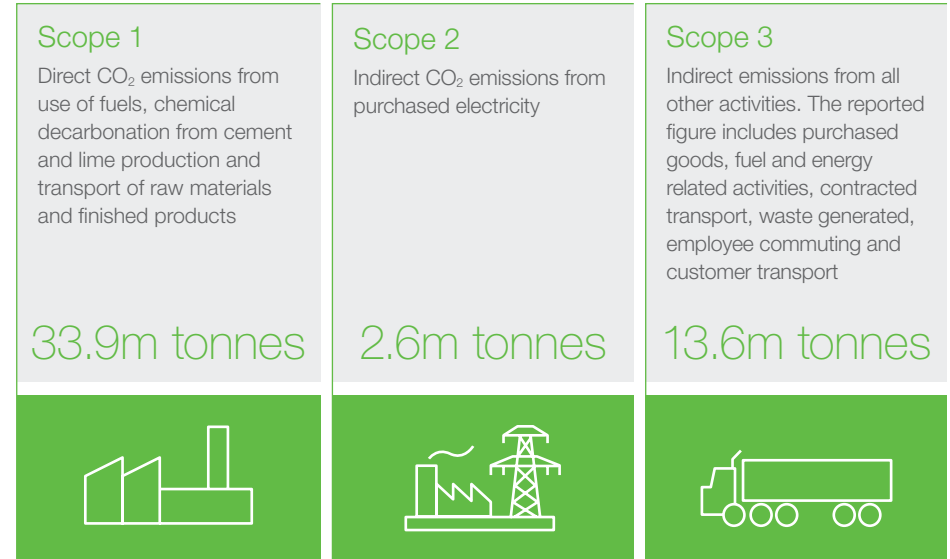 Scope 1
Direct CO₂ emissions from
use of fuels, chemical
decarbonation from cement
and lime production and
transport of raw materials
and finished products
33.9m tonnes
Scope 2
Indirect CO₂ emissions from
purchased electricity
2.6m tonnes
Scope 3
Indirect emissions from all
other activities. The reported
figure includes purchased
goods, fuel and energy
related activities, contracted
transport, waste generated,
employee commuting and
customer transport
13.6m tonnes